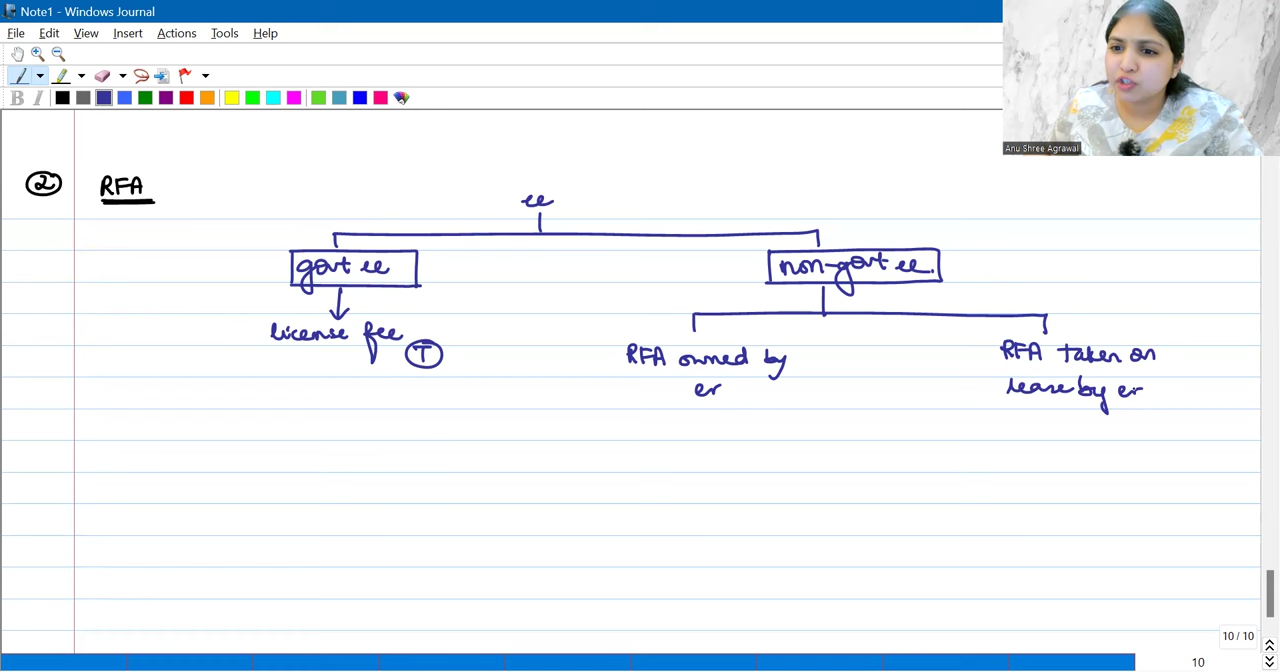 Note1 - Windows Journal
File Edit View Insert Actions Tools Help
B I
Anu Shree Agrawal
② RFA
ee
govt ee
non-govt ee.
license fee
T
RFA owned by
er
RFA taken on
lease by er
10 / 10
10